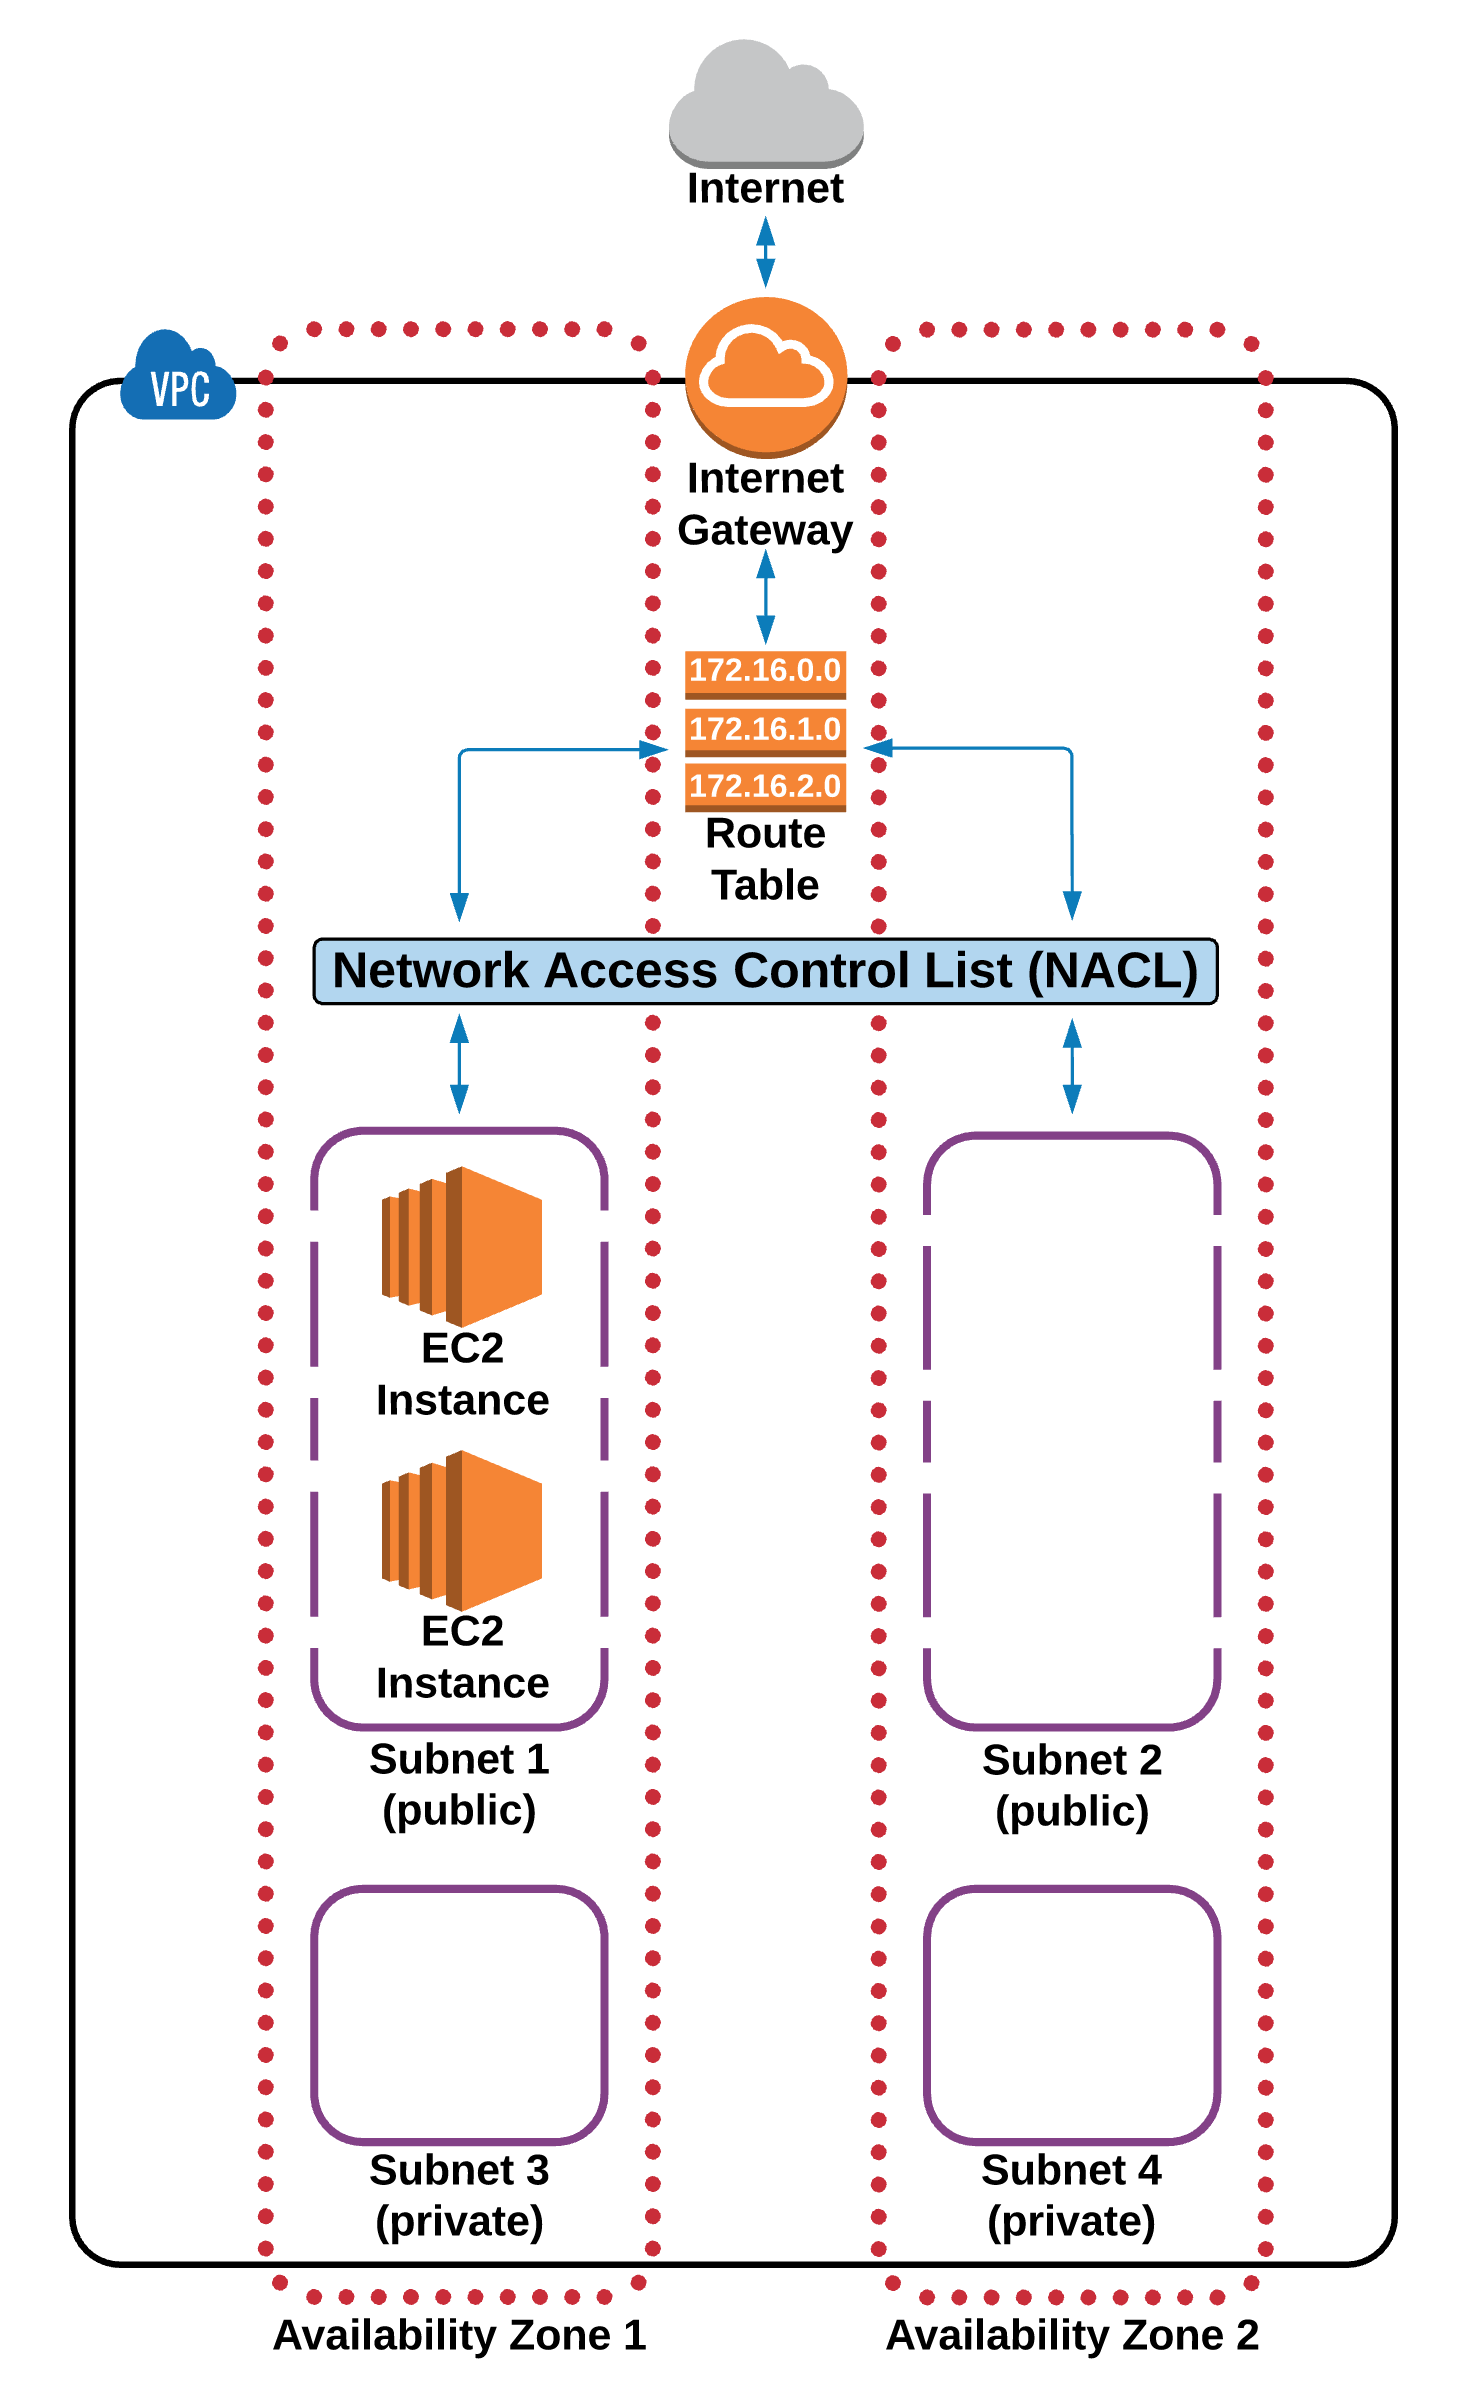 Internet
VPC
Internet
Gateway
172.16.0.0
172.16.1.0
172.16.2.0
Route
Table
Network Access Control List (NACL)
EC2
Instance
EC2
Instance
Subnet 1
(public)
Subnet 2
(public)
Subnet 3
(private)
Subnet 4
(private)
Availability Zone 1
Availability Zone 2